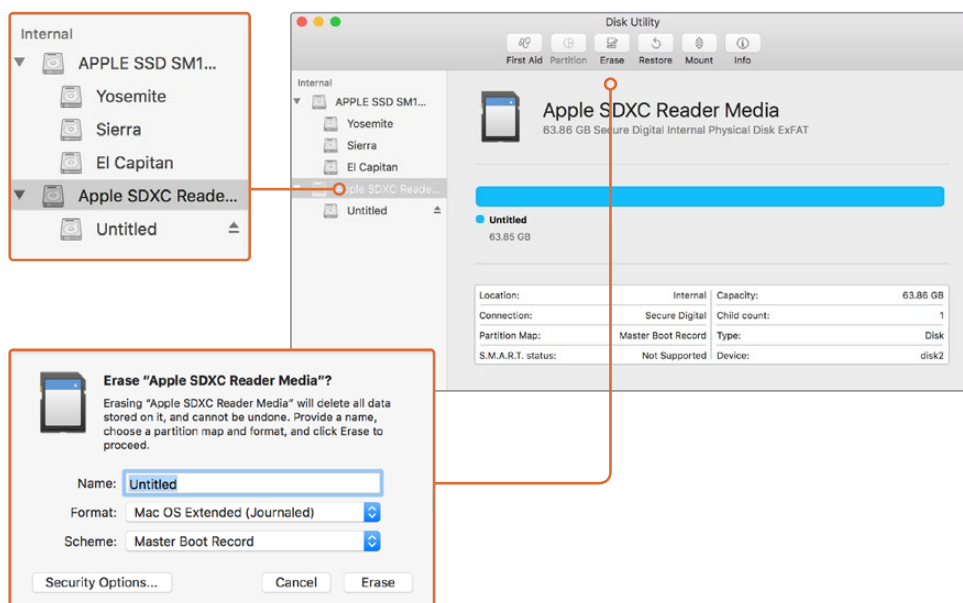 Internal
APPLE SSD SM1...
Yosemite
Sierra
El Capitan
Apple SDXC Reade...
Untitled
Disk Utility
First Aid Partition Erase Restore Mount Info
Internal
APPLE SSD SM1...
Yosemite
Sierra
El Capitan
Apple SDXC Reade...
Untitled
Apple SDXC Reader Media
63.86 GB Secure Digital Internal Physical Disk ExFAT
Untitled
63.85 GB
Location: Internal Capacity: 63.86 GB
Connection: Secure Digital Child count: 1
Partition Map: Master Boot Record Type: Disk
S.M.A.R.T. status: Not Supported Device: disk2
Erase “Apple SDXC Reader Media”?
Erasing “Apple SDXC Reader Media” will delete all data
stored on it, and cannot be undone. Provide a name,
choose a partition map and format, and click Erase to
proceed.
Name: Untitled
Format: Mac OS Extended (Journaled)
Scheme: Master Boot Record
Security Options... Cancel Erase